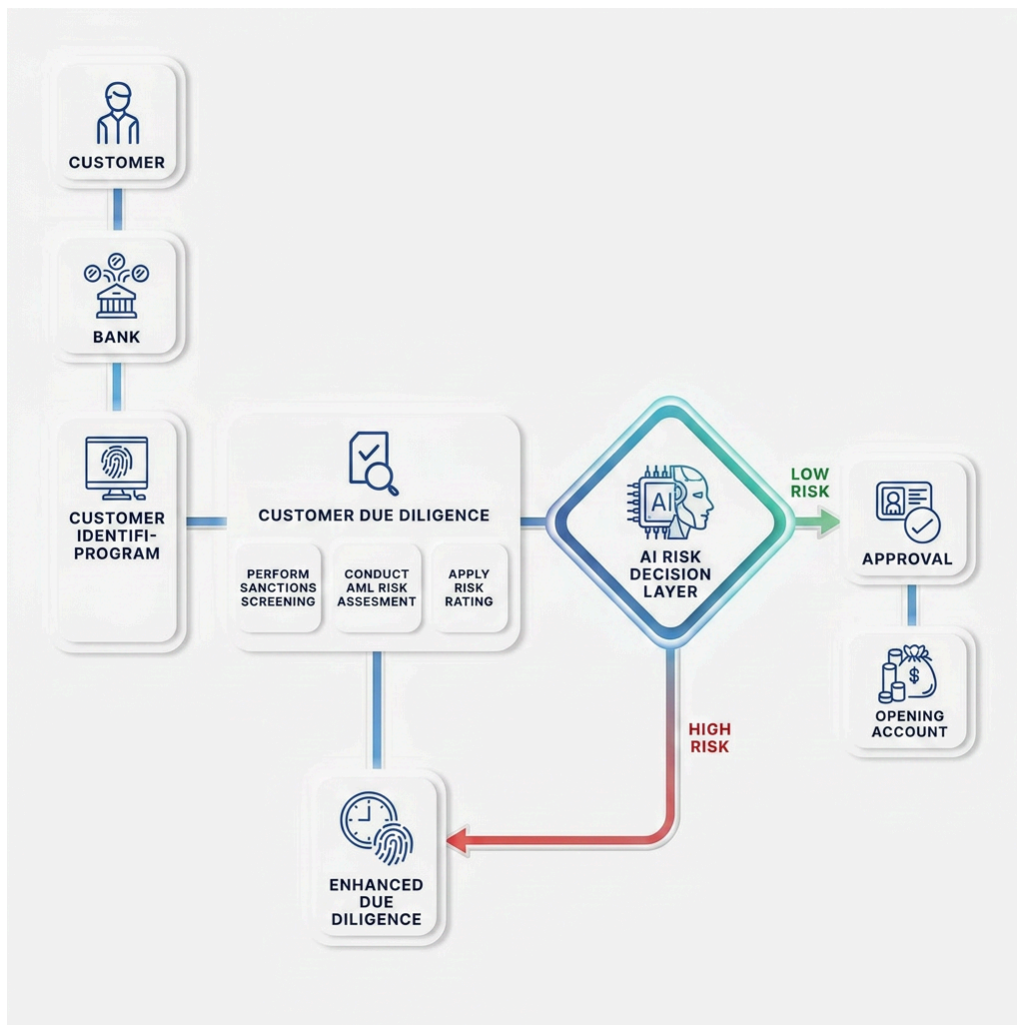 CUSTOMER
BANK
CUSTOMER
IDENTIFI-
PROGRAM
CUSTOMER DUE DILIGENCE
PERFORM
SANCTIONS
SCREENING
CONDUCT
AML RISK
ASSESMENT
APPLY
RISK
RATING
AI
AI RISK
DECISION
LAYER
LOW
RISK
APPROVAL
$
OPENING
ACCOUNT
HIGH
RISK
ENHANCED
DUE
DILIGENCE